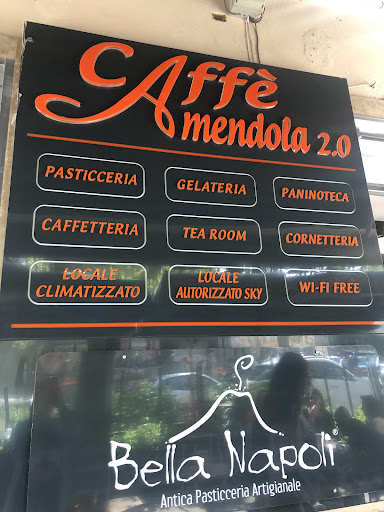 CAffè
Amendola 2.0
PASTICCERIA
GELATERIA
PANINOTECA
CAFFETTERIA
TEA ROOM
CORNETTERIA
LOCALE
CLIMATIZZATO
LOCALE
AUTORIZZATO SKY
WI-FI FREE
Bella Napoli®
Antica Pasticceria Artigianale